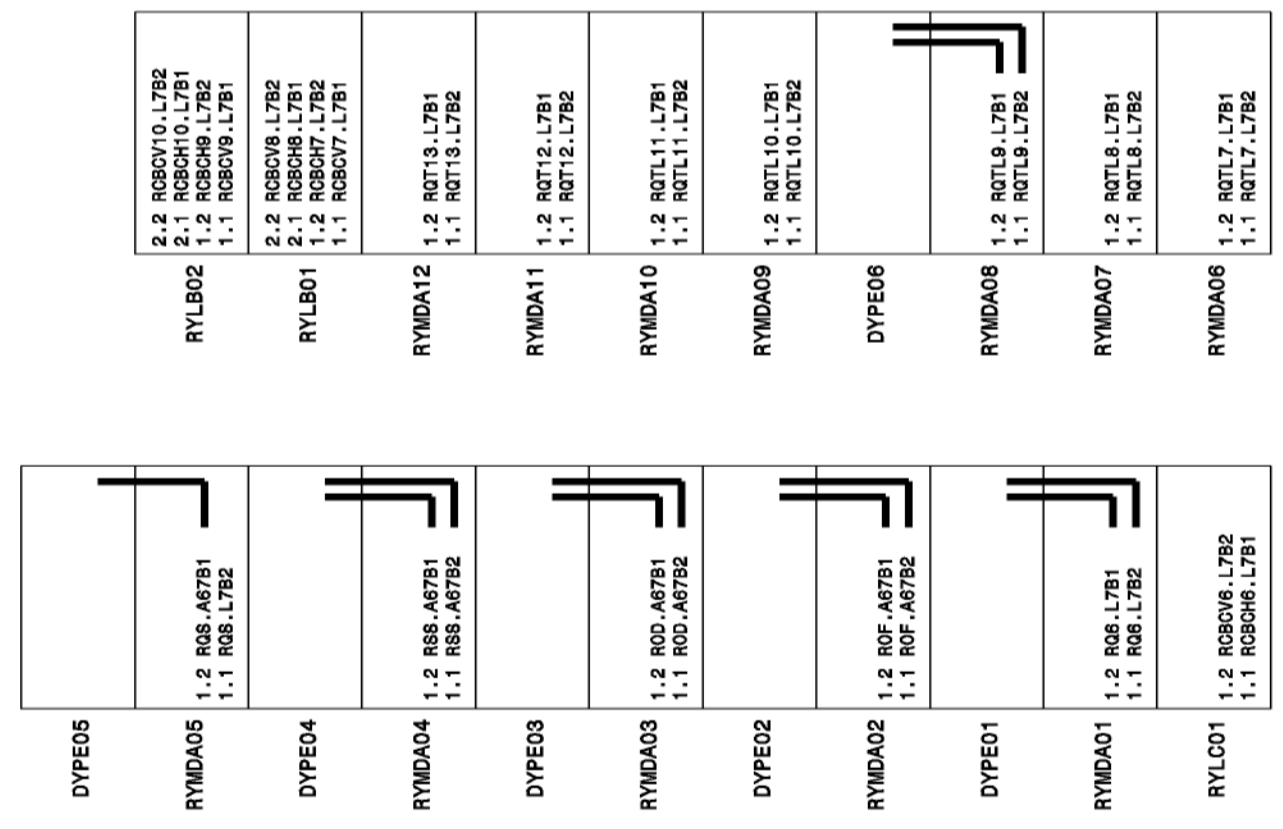 2.2 RCBCV10.L7B2
2.1 RCBCH10.L7B1
1.2 RCBCH9.L7B2
1.1 RCBCV9.L7B1
RYLB02
2.2 RCBCV8.L7B2
2.1 RCBCH8.L7B1
1.2 RCBCH7.L7B2
1.1 RCBCV7.L7B1
RYLB01
1.2 RQT13.L7B1
1.1 RQT13.L7B2
RYMDA12
1.2 RQT12.L7B1
1.1 RQT12.L7B2
RYMDA11
1.2 RQTL11.L7B1
1.1 RQTL11.L7B2
RYMDA10
1.2 RQTL10.L7B1
1.1 RQTL10.L7B2
RYMDA09
DYPE06
1.2 RQTL9.L7B1
1.1 RQTL9.L7B2
RYMDA08
1.2 RQTL8.L7B1
1.1 RQTL8.L7B2
RYMDA07
1.2 RQTL7.L7B1
1.1 RQTL7.L7B2
RYMDA06
DYPE05
1.2 RQS.A67B1
1.1 RQS.L7B2
RYMDA05
DYPE04
1.2 RSS.A67B1
1.1 RSS.A67B2
RYMDA04
DYPE03
1.2 ROD.A67B1
1.1 ROD.A67B2
RYMDA03
DYPE02
1.2 ROF.A67B1
1.1 ROF.A67B2
RYMDA02
DYPE01
1.2 RQ6.L7B1
1.1 RQ6.L7B2
RYMDA01
1.2 RCBCV6.L7B2
1.1 RCBCH6.L7B1
RYLC01